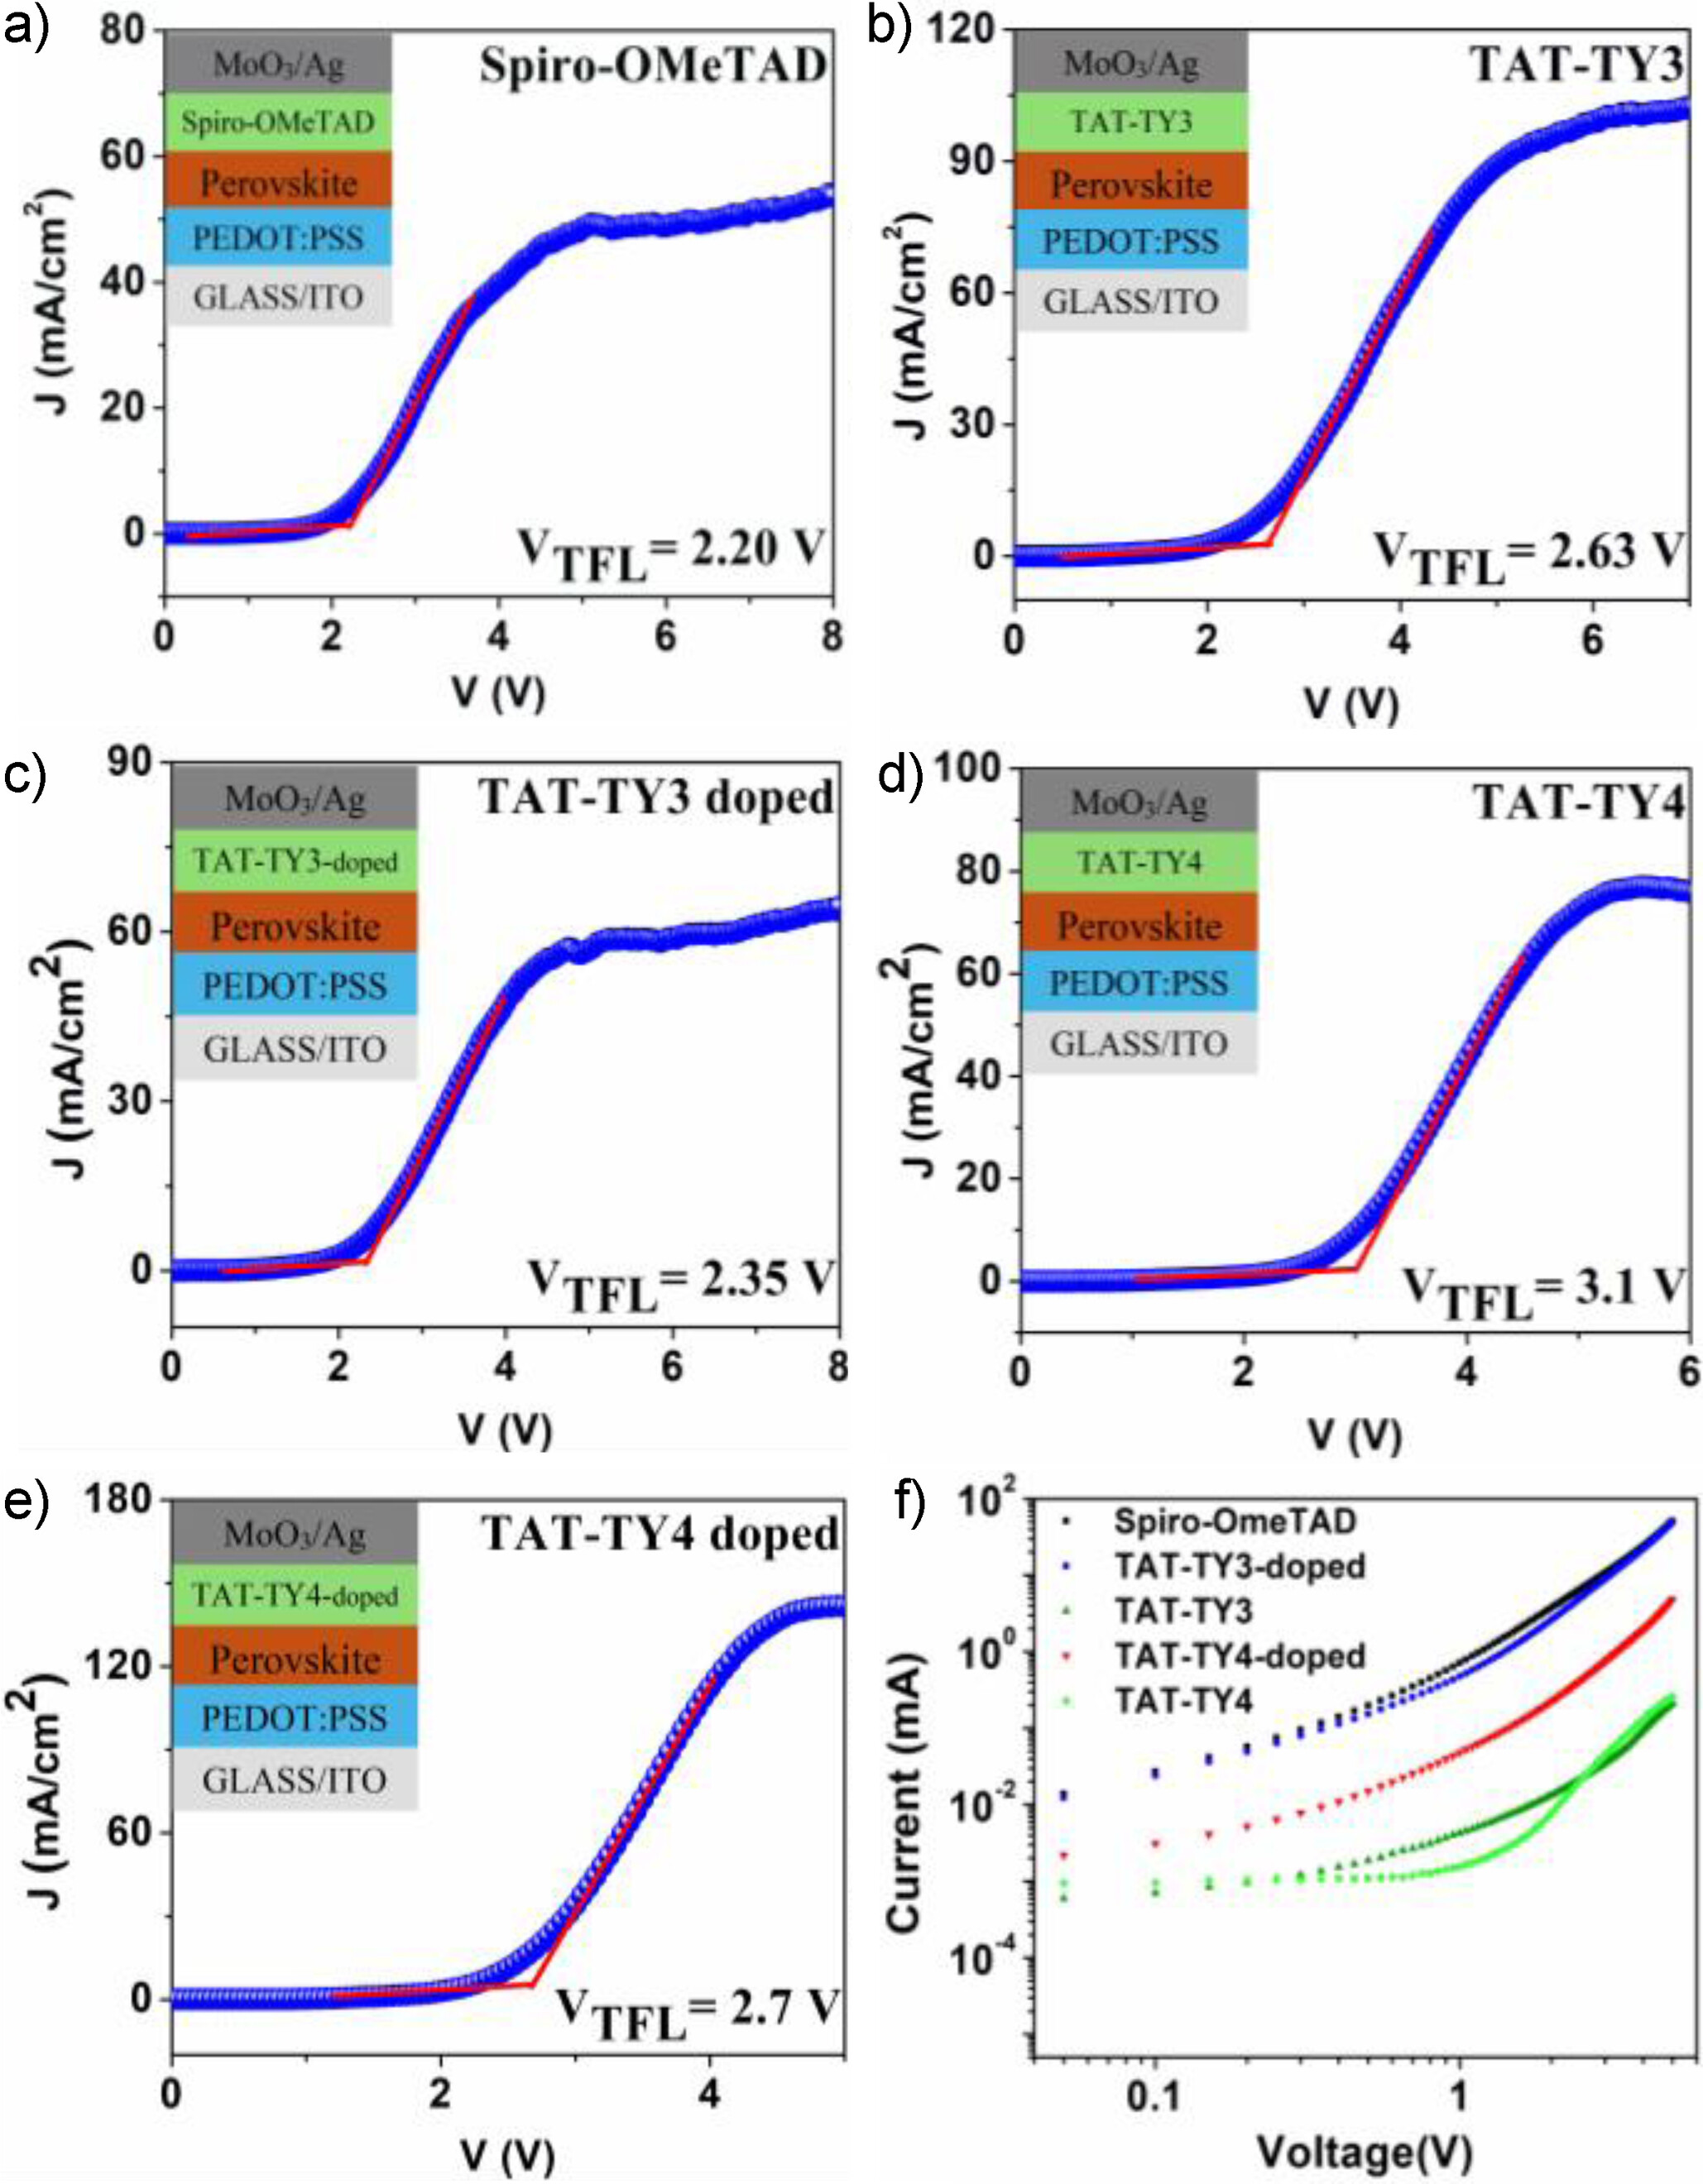 a)
80
60
40
20
0
J (mA/cm²)
MoO₃/Ag
Spiro-OMeTAD
Perovskite
PEDOT:PSS
GLASS/ITO
Spiro-OMeTAD
V_TFL = 2.20 V
0 2 4 6 8
V (V)
b)
120
90
60
30
0
J (mA/cm²)
MoO₃/Ag
TAT-TY3
Perovskite
PEDOT:PSS
GLASS/ITO
TAT-TY3
V_TFL = 2.63 V
0 2 4 6
V (V)
c)
90
60
30
0
J (mA/cm²)
MoO₃/Ag
TAT-TY3-doped
Perovskite
PEDOT:PSS
GLASS/ITO
TAT-TY3 doped
V_TFL = 2.35 V
0 2 4 6 8
V (V)
d)
100
80
60
40
20
0
J (mA/cm²)
MoO₃/Ag
TAT-TY4
Perovskite
PEDOT:PSS
GLASS/ITO
TAT-TY4
V_TFL = 3.1 V
0 2 4 6
V (V)
e)
180
120
60
0
J (mA/cm²)
MoO₃/Ag
TAT-TY4-doped
Perovskite
PEDOT:PSS
GLASS/ITO
TAT-TY4 doped
V_TFL = 2.7 V
0 2 4
V (V)
f)
10²
10⁰
10⁻²
10⁻⁴
Current (mA)
Spiro-OmeTAD
TAT-TY3-doped
TAT-TY3
TAT-TY4-doped
TAT-TY4
0.1 1
Voltage(V)